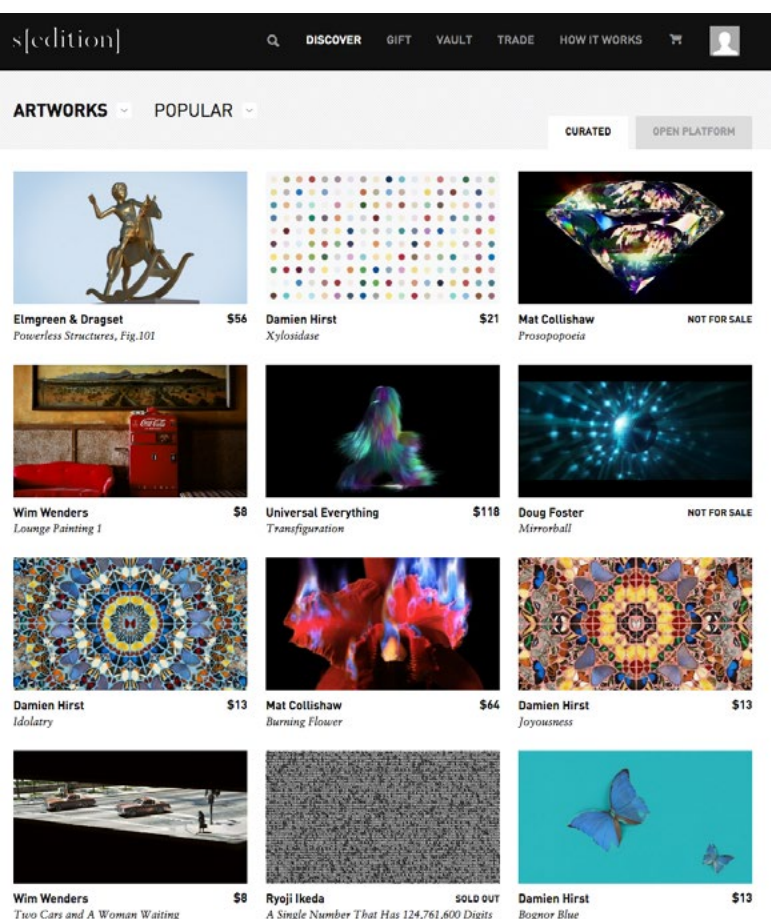 s[edition]
DISCOVER GIFT VAULT TRADE HOW IT WORKS
ARTWORKS POPULAR
CURATED OPEN PLATFORM
Elmgreen & Dragset $56
Powerless Structures, Fig.101
Damien Hirst $21
Xylosidase
Mat Collishaw NOT FOR SALE
Prosopopoeia
Coca-Cola
Wim Wenders $8
Lounge Painting 1
Universal Everything $118
Transfiguration
Doug Foster NOT FOR SALE
Mirrorball
Damien Hirst $13
Idolatry
Mat Collishaw $64
Burning Flower
Damien Hirst $13
Joyousness
Wim Wenders $8
Two Cars and A Woman Waiting
Ryoji Ikeda SOLD OUT
A Single Number That Has 124,761,600 Digits
Damien Hirst $13
Bognor Blue